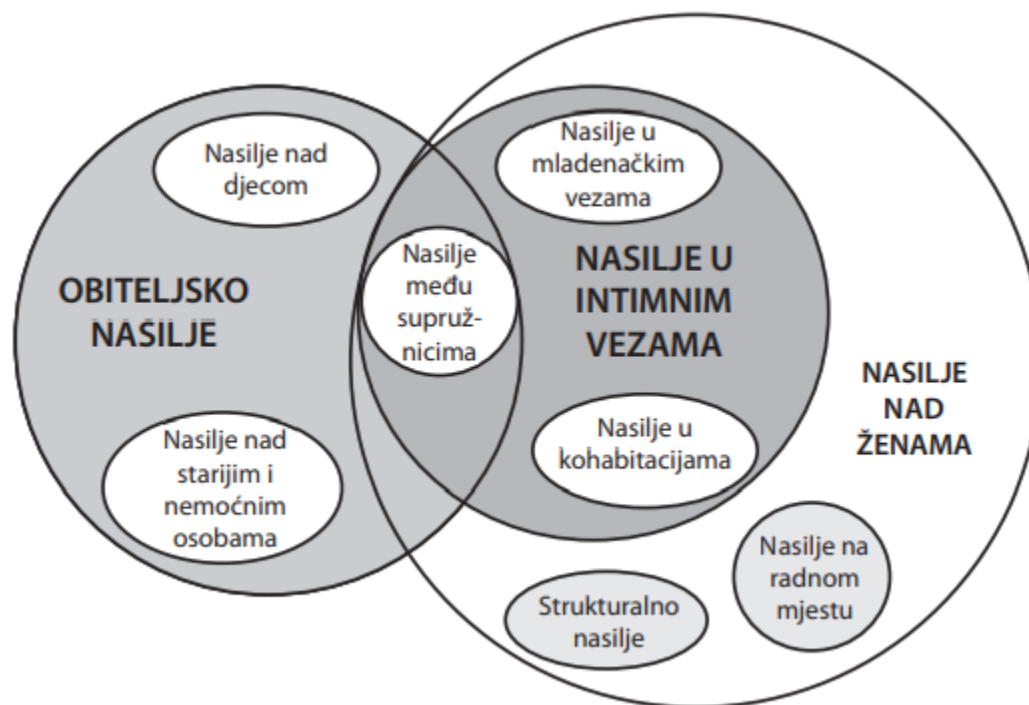 Nasilje nad
djecom
Nasilje u
mladenačkim
vezama
OBITELJSKO
NASILJE
Nasilje
među
supruž-
nicima
NASILJE U
INTIMNIM
VEZAMA
NASILJE
NAD
ŽENAMA
Nasilje nad
starijim i
nemoćnim
osobama
Nasilje u
kohabitacijama
Strukturalno
nasilje
Nasilje na
radnom
mjestu